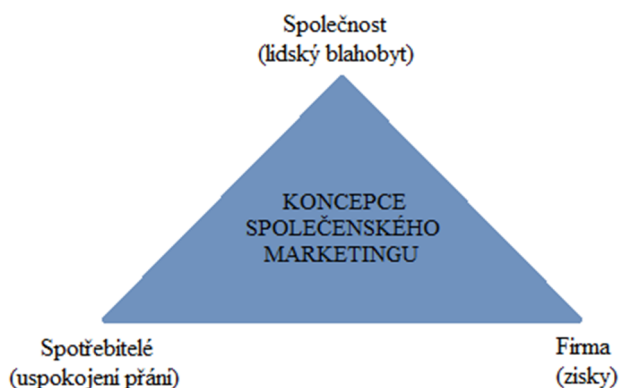 Společnost
(lidský blahobyt)
KONCEPCE
SPOLEČENSKÉHO
MARKETINGU
Spotřebitelé
(uspokojení přání)
Firma
(zisky)